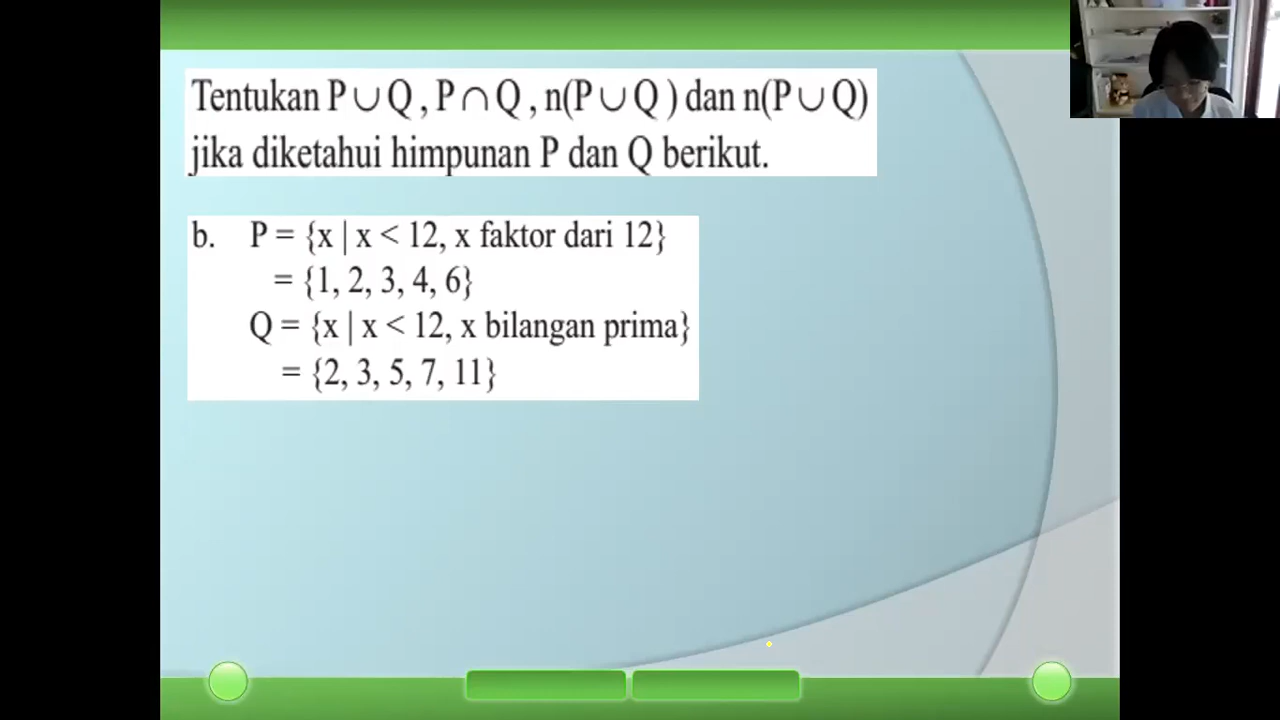 Tentukan P ∪ Q , P ∩ Q , n(P ∪ Q ) dan n(P ∪ Q)
jika diketahui himpunan P dan Q berikut.
b. P = {x | x < 12, x faktor dari 12}
= {1, 2, 3, 4, 6}
Q = {x | x < 12, x bilangan prima}
= {2, 3, 5, 7, 11}